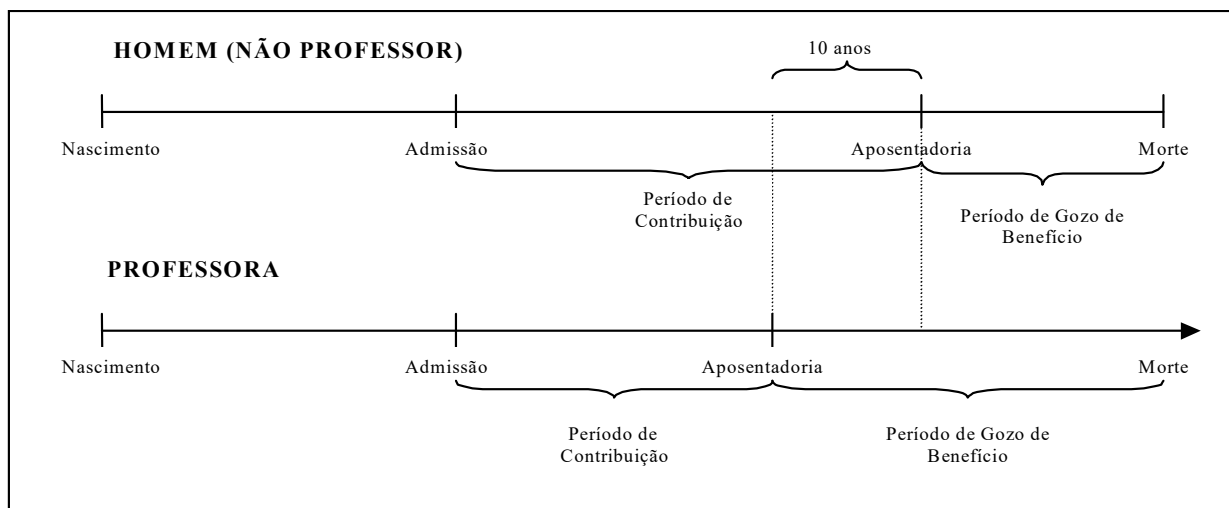 10 anos
HOMEM (NÃO PROFESSOR)
Nascimento Admissão Aposentadoria Morte
Período de
Contribuição
Período de Gozo de
Benefício
PROFESSORA
Nascimento Admissão Aposentadoria Morte
Período de
Contribuição
Período de Gozo de
Benefício